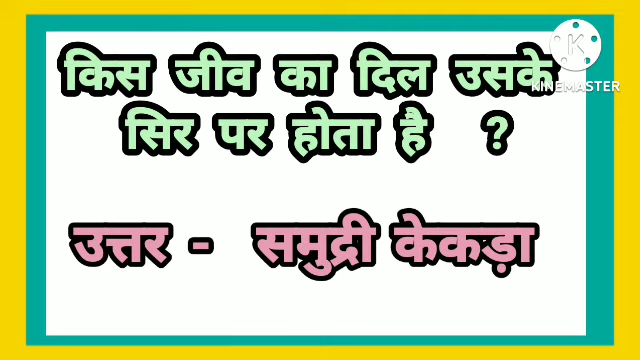 किस जीव का दिल उसके
KINEMASTER
सिर पर होता है ?
उत्तर - समुद्री केकड़ा